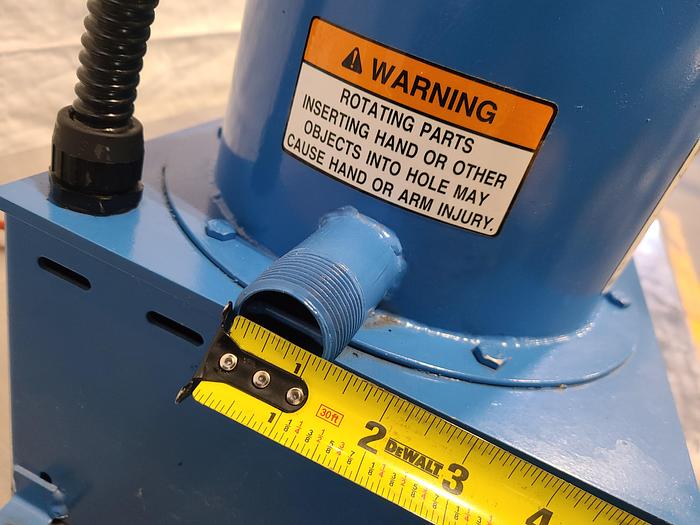 WARNING
ROTATING PARTS
INSERTING HAND OR OTHER
OBJECTS INTO HOLE MAY
CAUSE HAND OR ARM INJURY.
1
1
30ft
2
DEWALT
3
4